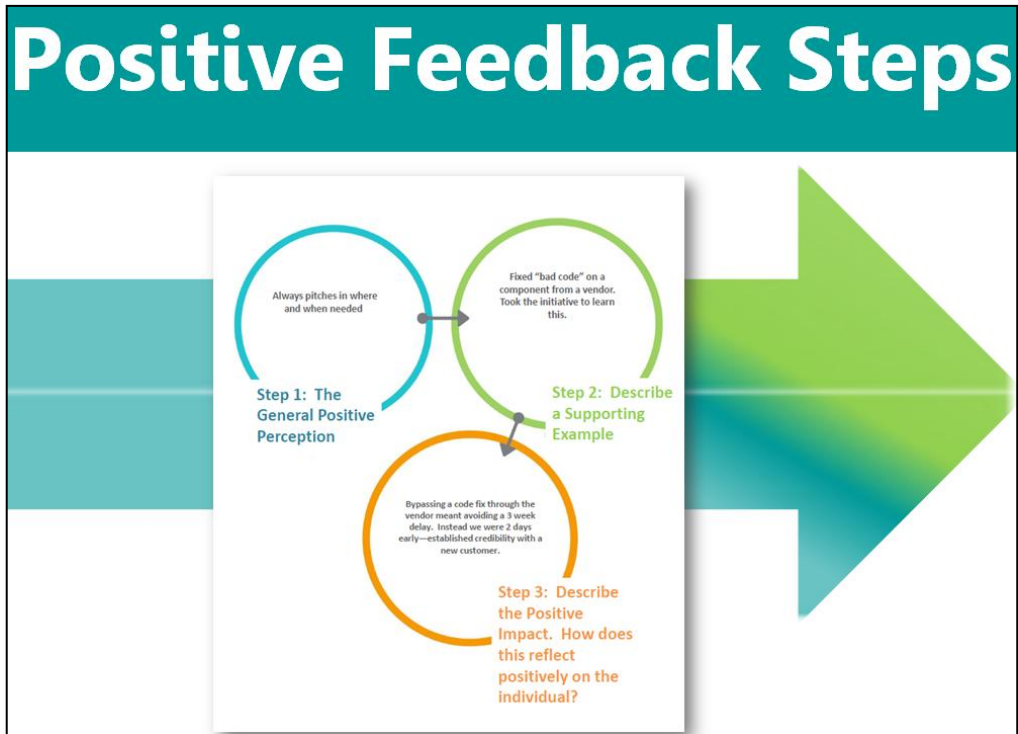 Positive Feedback Steps
Always pitches in where
and when needed
Step 1:  The
General Positive
Perception
Fixed “bad code” on a
component from a vendor.
Took the initiative to learn
this.
Step 2:  Describe
a Supporting
Example
Bypassing a code fix through the
vendor meant avoiding a 3 week
delay.  Instead we were 2 days
early—established credibility with a
new customer.
Step 3:  Describe
the Positive
Impact.  How does
this reflect
positively on the
individual?